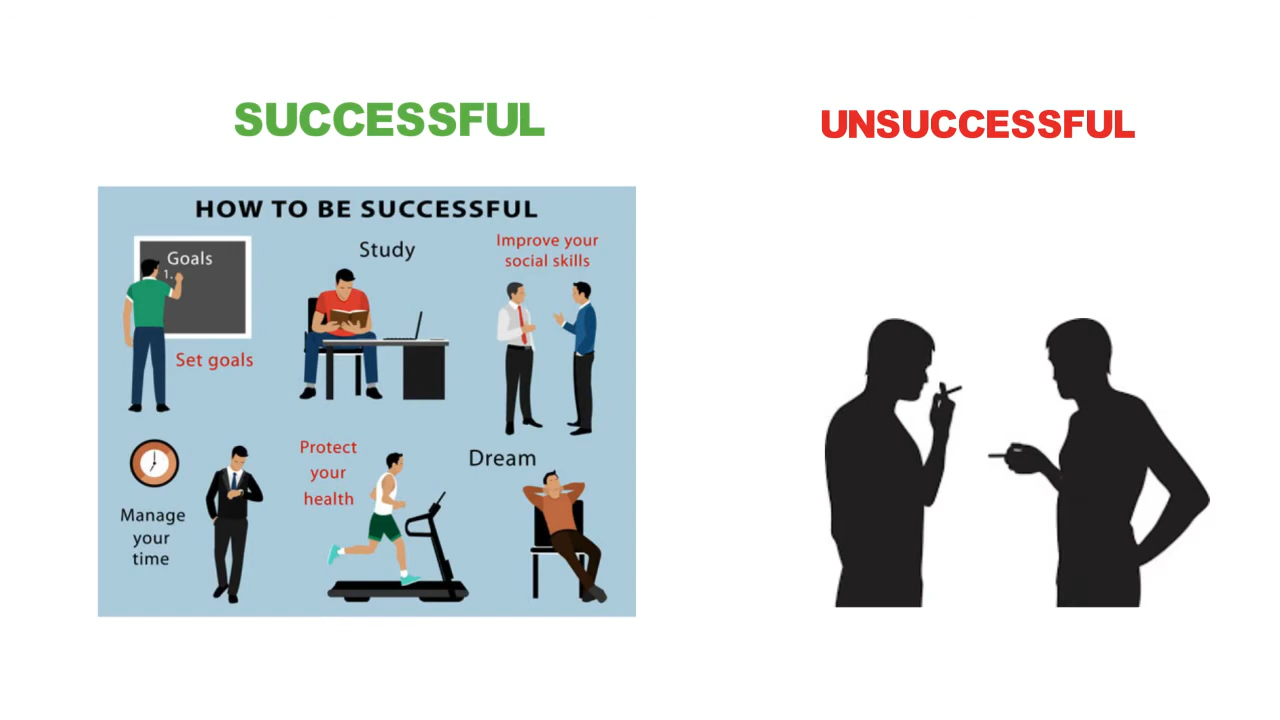 SUCCESSFUL
UNSUCCESSFUL
HOW TO BE SUCCESSFUL
Goals
1.
Set goals
Study
Improve your
social skills
Manage
your
time
Protect
your
health
Dream